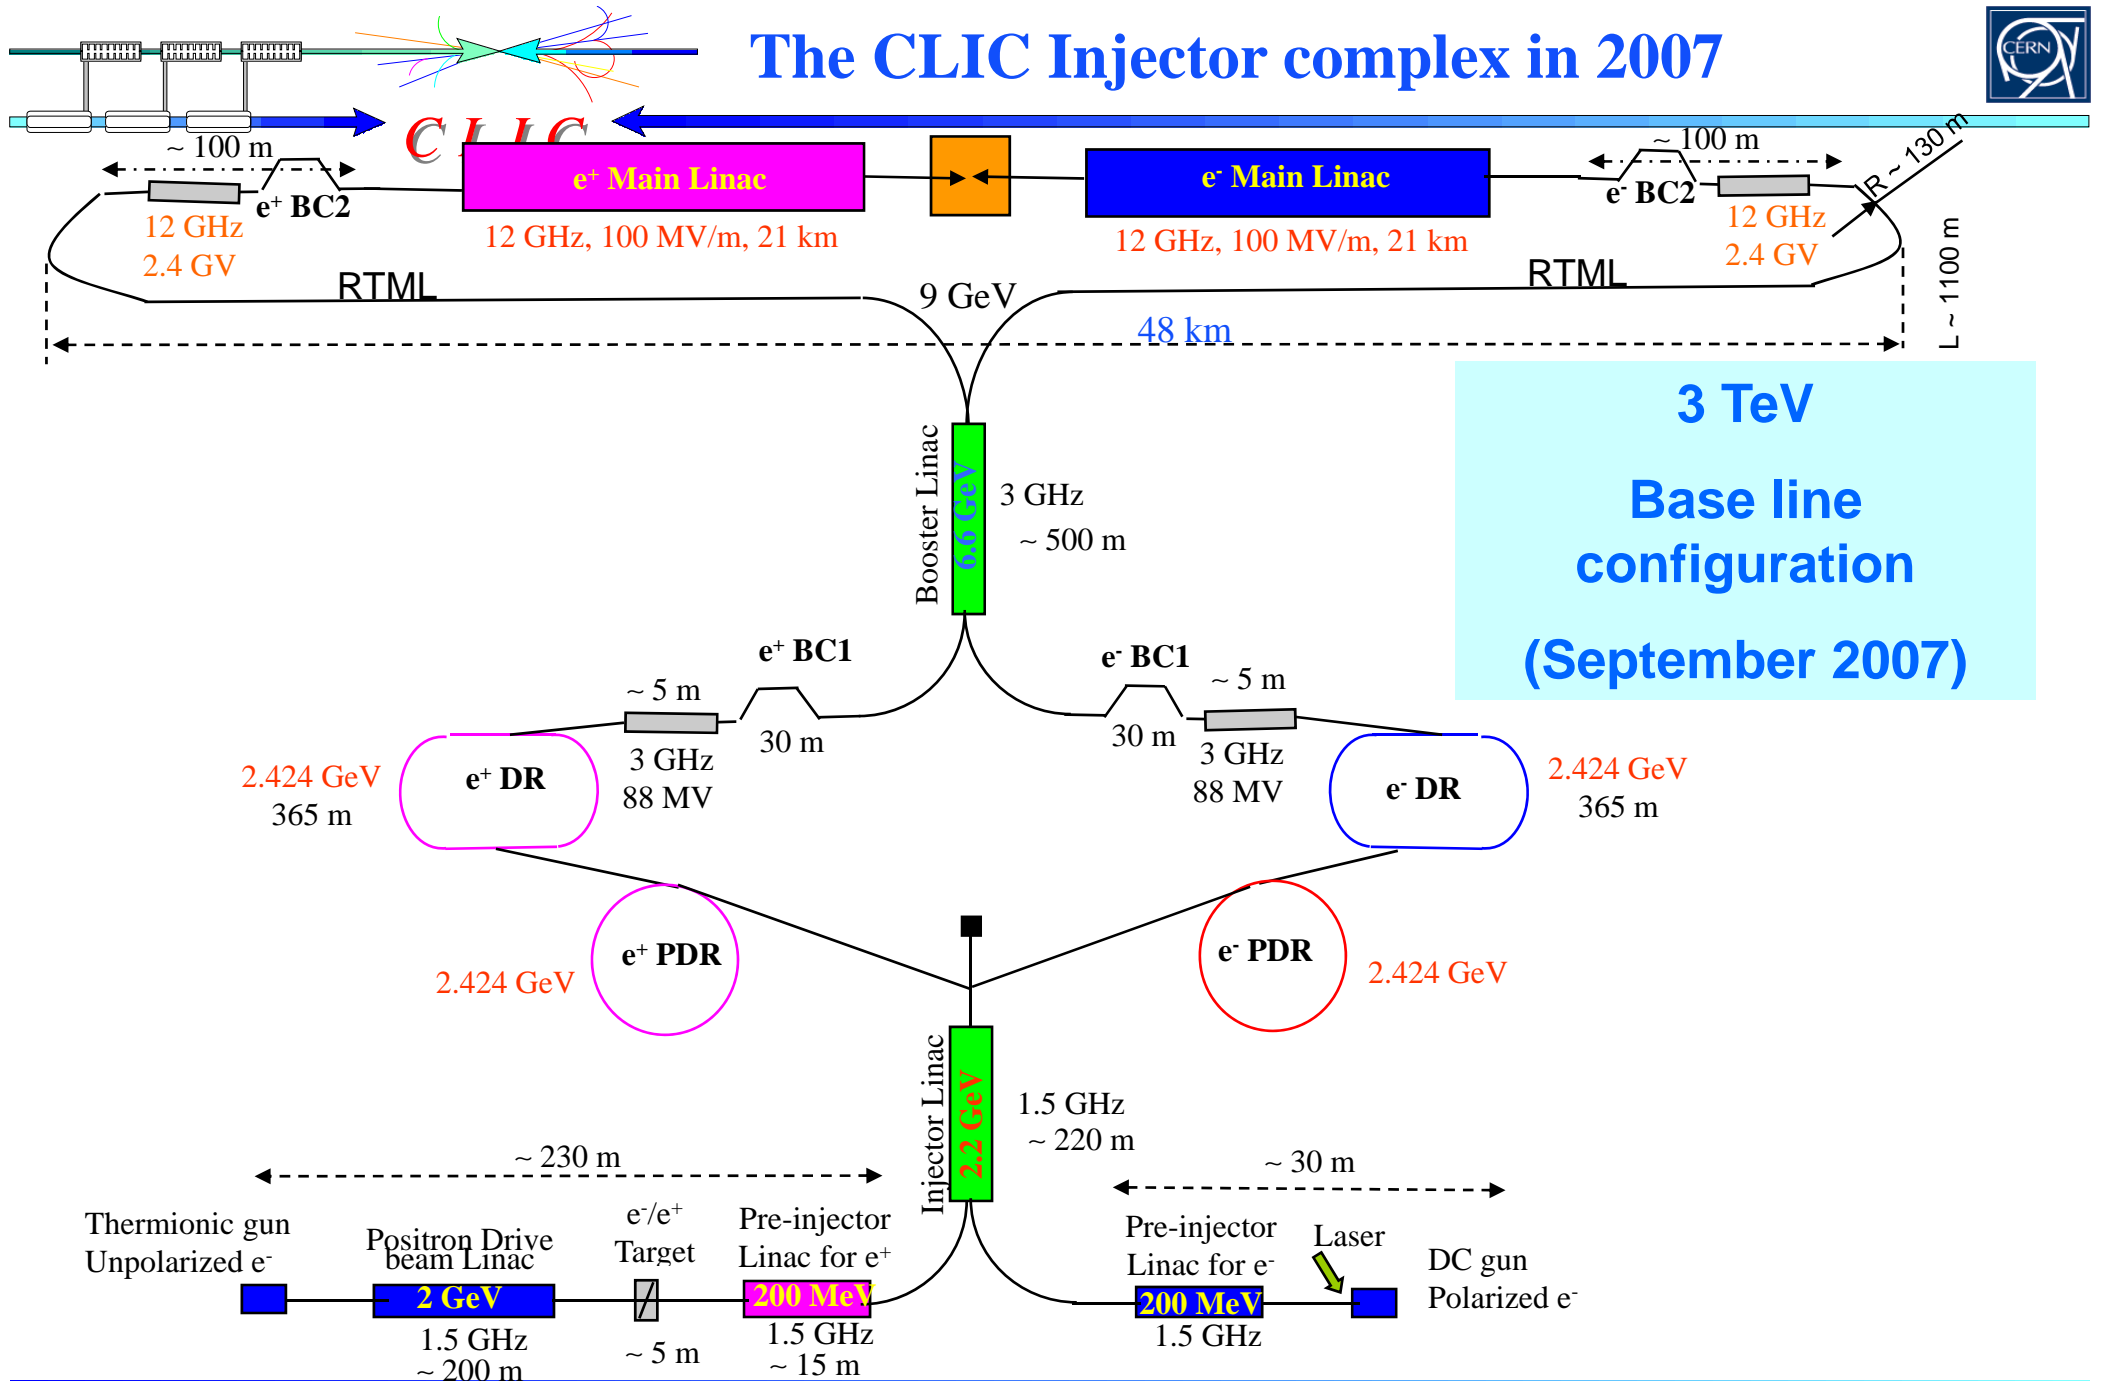 The CLIC Injector complex in 2007
CERN
C L I C
~ 100 m
~ 100 m
R ~ 130 m
e+ Main Linac
e- Main Linac
e+ BC2
e- BC2
12 GHz
2.4 GV
12 GHz, 100 MV/m, 21 km
12 GHz, 100 MV/m, 21 km
12 GHz
2.4 GV
L ~ 1100 m
RTML
9 GeV
RTML
48 km
3 TeV
Base line
configuration
(September 2007)
Booster Linac
6.6 GeV
3 GHz
~ 500 m
e+ BC1
e- BC1
~ 5 m
~ 5 m
30 m
30 m
3 GHz
88 MV
3 GHz
88 MV
2.424 GeV
365 m
e+ DR
e- DR
2.424 GeV
365 m
e+ PDR
e- PDR
2.424 GeV
2.424 GeV
Injector Linac
2.2 GeV
1.5 GHz
~ 220 m
~ 230 m
~ 30 m
Thermionic gun
Unpolarized e-
Positron Drive
beam Linac
e-/e+
Target
Pre-injector
Linac for e+
Pre-injector
Linac for e-
Laser
DC gun
Polarized e-
2 GeV
200 MeV
200 MeV
1.5 GHz
~ 200 m
~ 5 m
1.5 GHz
~ 15 m
1.5 GHz